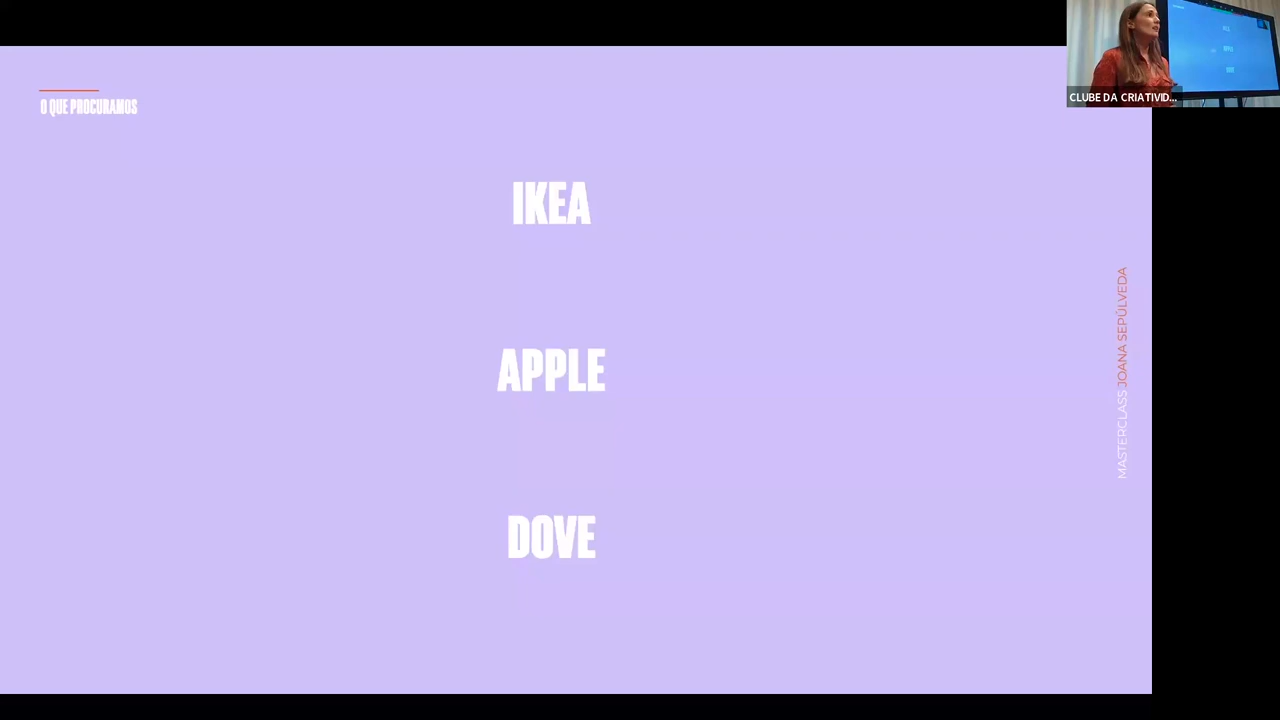 O QUE PROCURAMOS
IKEA
APPLE
DOVE
MASTERCLASS JOANA SEPÚLVEDA
CLUBE DA CRIATIVID...